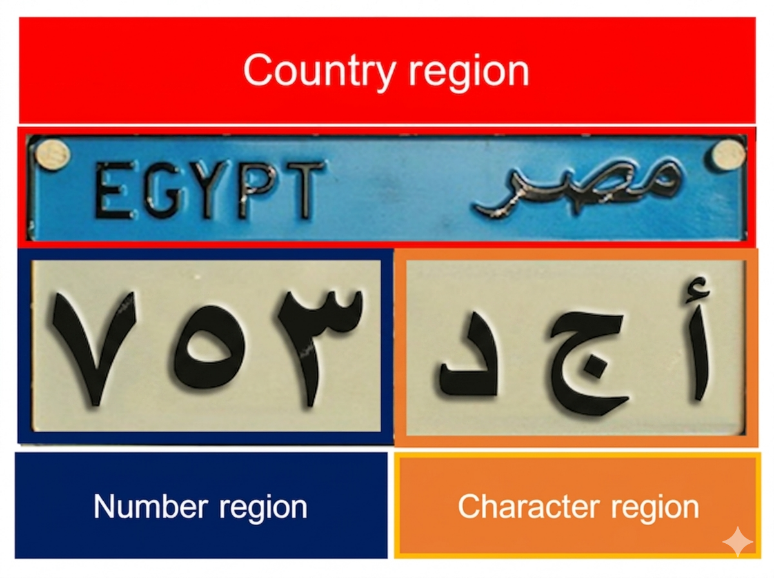 Country region
EGYPT مصر
أ ج د ٧٥٣
Number region Character region